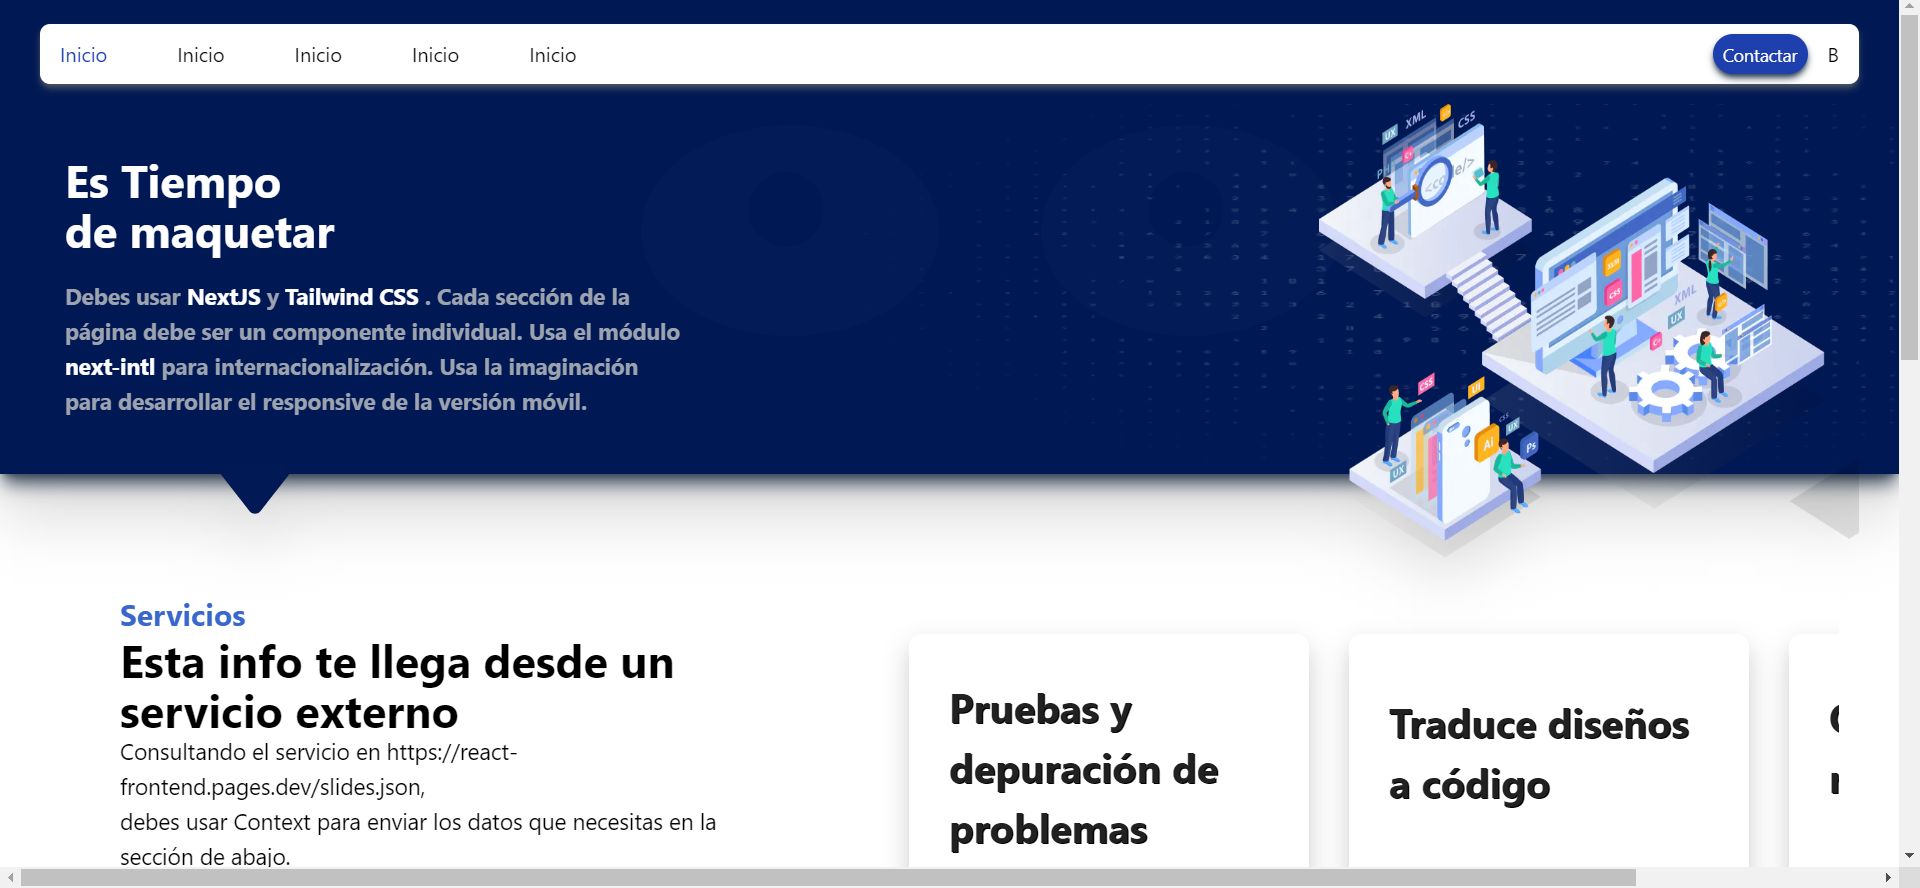 Inicio Inicio Inicio Inicio Inicio Contactar B
UX XML CSS
<code/>
Es Tiempo
de maquetar
Debes usar NextJS y Tailwind CSS . Cada sección de la
página debe ser un componente individual. Usa el módulo
next-intl para internacionalización. Usa la imaginación
para desarrollar el responsive de la versión móvil.
XLM
CSS
XML
UX
C+
CSS
UI
CSS
UX
Ai
Ps
UX
Servicios
Esta info te llega desde un
servicio externo
Consultando el servicio en https://react-
frontend.pages.dev/slides.json,
debes usar Context para enviar los datos que necesitas en la
sección de abajo.
Pruebas y
depuración de
problemas
Traduce diseños
a código